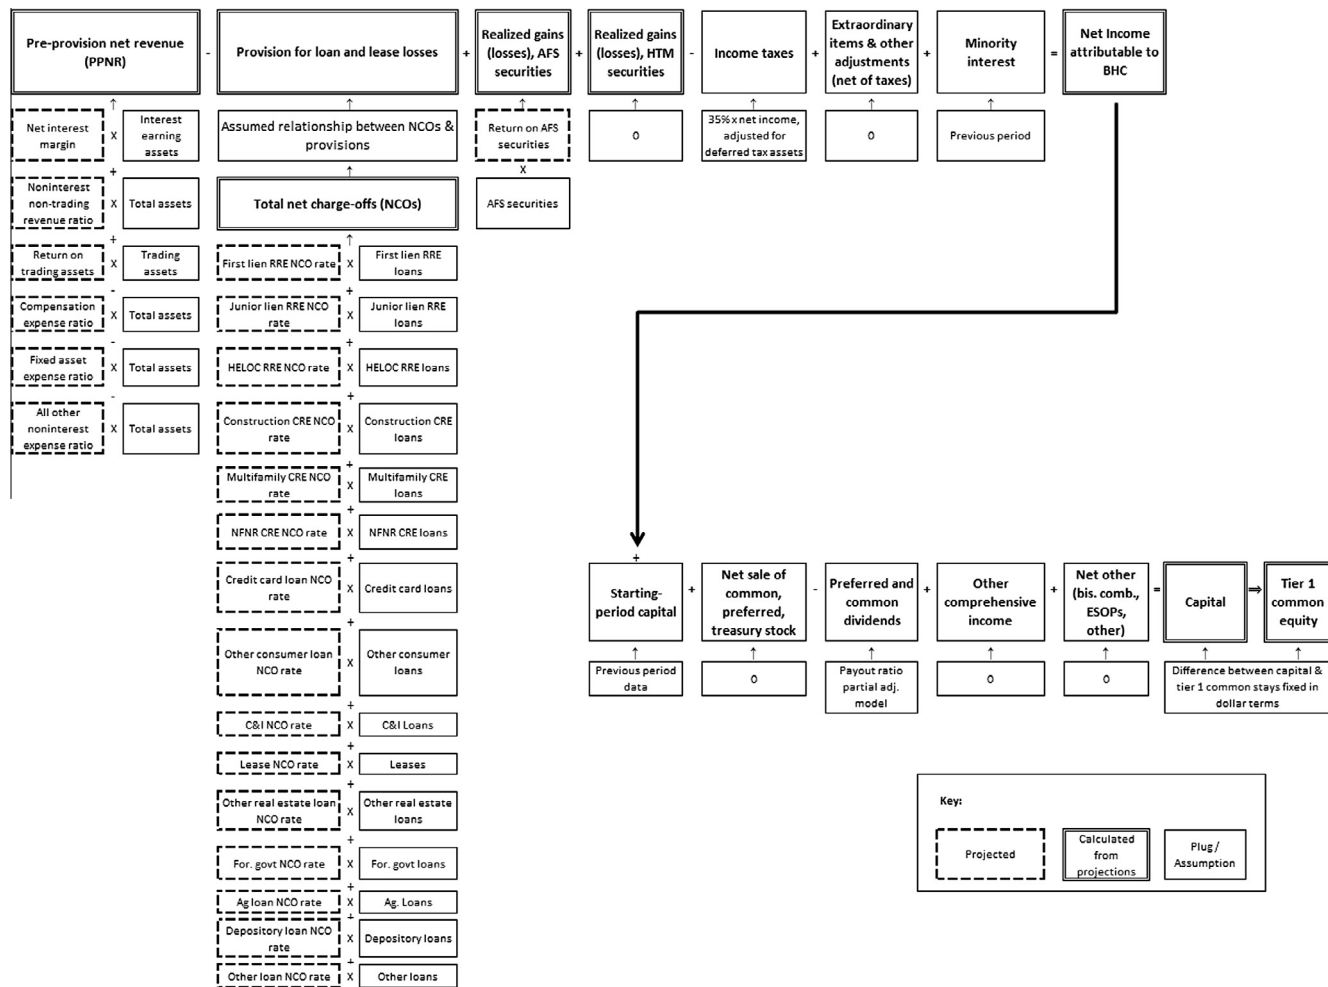 Pre-provision net revenue
(PPNR)
-
Provision for loan and lease losses
+
Realized gains
(losses), AFS
securities
+
Realized gains
(losses), HTM
securities
-
Income taxes
+
Extraordinary
items & other
adjustments
(net of taxes)
+
Minority
interest
=
Net Income
attributable to
BHC
Net interest
margin
X
Interest
earning
assets
Assumed relationship between NCOs &
provisions
Return on AFS
securities
0
35% x net income,
adjusted for
deferred tax assets
0
Previous period
+
X
Noninterest
non-trading
revenue ratio
X
Total assets
Total net charge-offs (NCOs)
AFS securities
+
Return on
trading assets
X
Trading
assets
First lien RRE NCO rate
X
First lien RRE
loans
-
+
Compensation
expense ratio
X
Total assets
Junior lien RRE NCO
rate
X
Junior lien RRE
loans
-
+
Fixed asset
expense ratio
X
Total assets
HELOC RRE NCO rate
X
HELOC RRE loans
-
+
All other
noninterest
expense ratio
X
Total assets
Construction CRE NCO
rate
X
Construction CRE
loans
+
Multifamily CRE NCO
rate
X
Multifamily CRE
loans
+
NFNR CRE NCO rate
X
NFNR CRE loans
+
Credit card loan NCO
rate
X
Credit card loans
+
Other consumer loan
NCO rate
X
Other consumer
loans
+
C&I NCO rate
X
C&I Loans
+
Lease NCO rate
X
Leases
+
Other real estate loan
NCO rate
X
Other real estate
loans
+
For. govt NCO rate
X
For. govt loans
+
Ag loan NCO rate
X
Ag. Loans
+
Depository loan NCO
rate
X
Depository loans
+
Other loan NCO rate
X
Other loans
+
Starting-
period capital
+
Net sale of
common,
preferred,
treasury stock
-
Preferred and
common
dividends
+
Other
comprehensive
income
+
Net other
(bis. comb.,
ESOPs,
other)
=
Capital
⇒
Tier 1
common
equity
Previous period
data
0
Payout ratio
partial adj.
model
0
0
Difference between capital &
tier 1 common stays fixed in
dollar terms
Key:
Projected
Calculated
from
projections
Plug /
Assumption